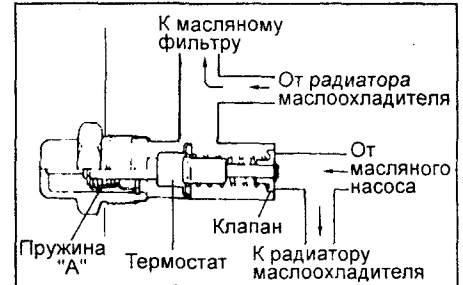 К масляному
фильтру
От радиатора
маслоохладителя
От
масляного
насоса
Клапан
Пружина
"А"
Термостат
К радиатору
маслоохладителя